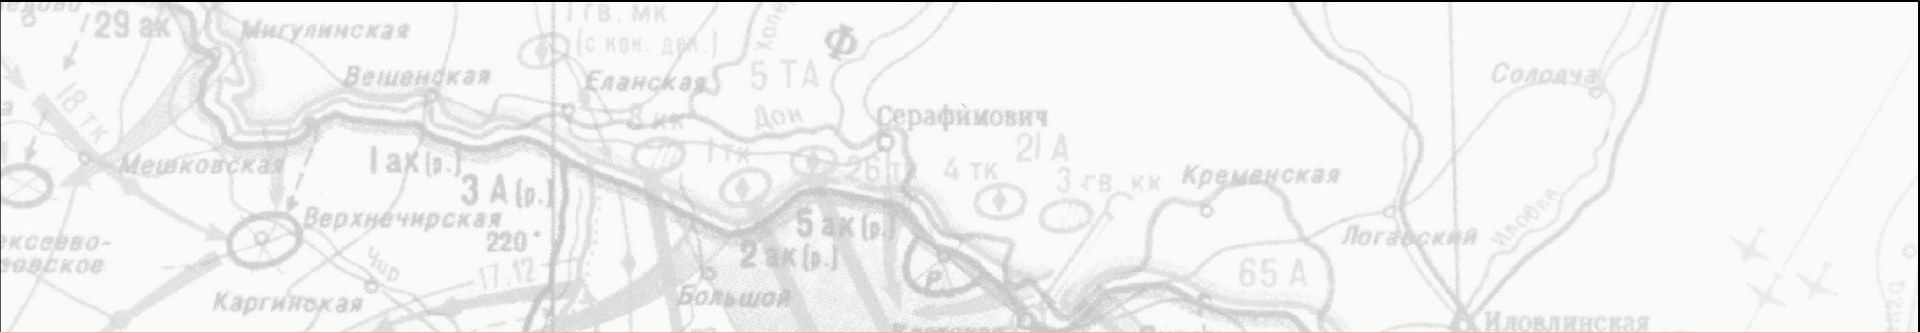 29 ак
Мигулинская
1 гв. мк
(с кон. див.)
Вешенская
Еланская
5 ТА
Ф
Солодча
18 тк
8 кк
Дон
Серафимович
Мешковская
1 ак (р.)
1 тк
26 тк
4 тк
21 А
3 А (р.)
3 гв. кк
Кременская
Верхнечирская
220°
5 ак (р.)
2 ак (р.)
Логавский
Иловля
Чир
17.12
Р.
65 А
Каргинская
Большой
Иловлинская